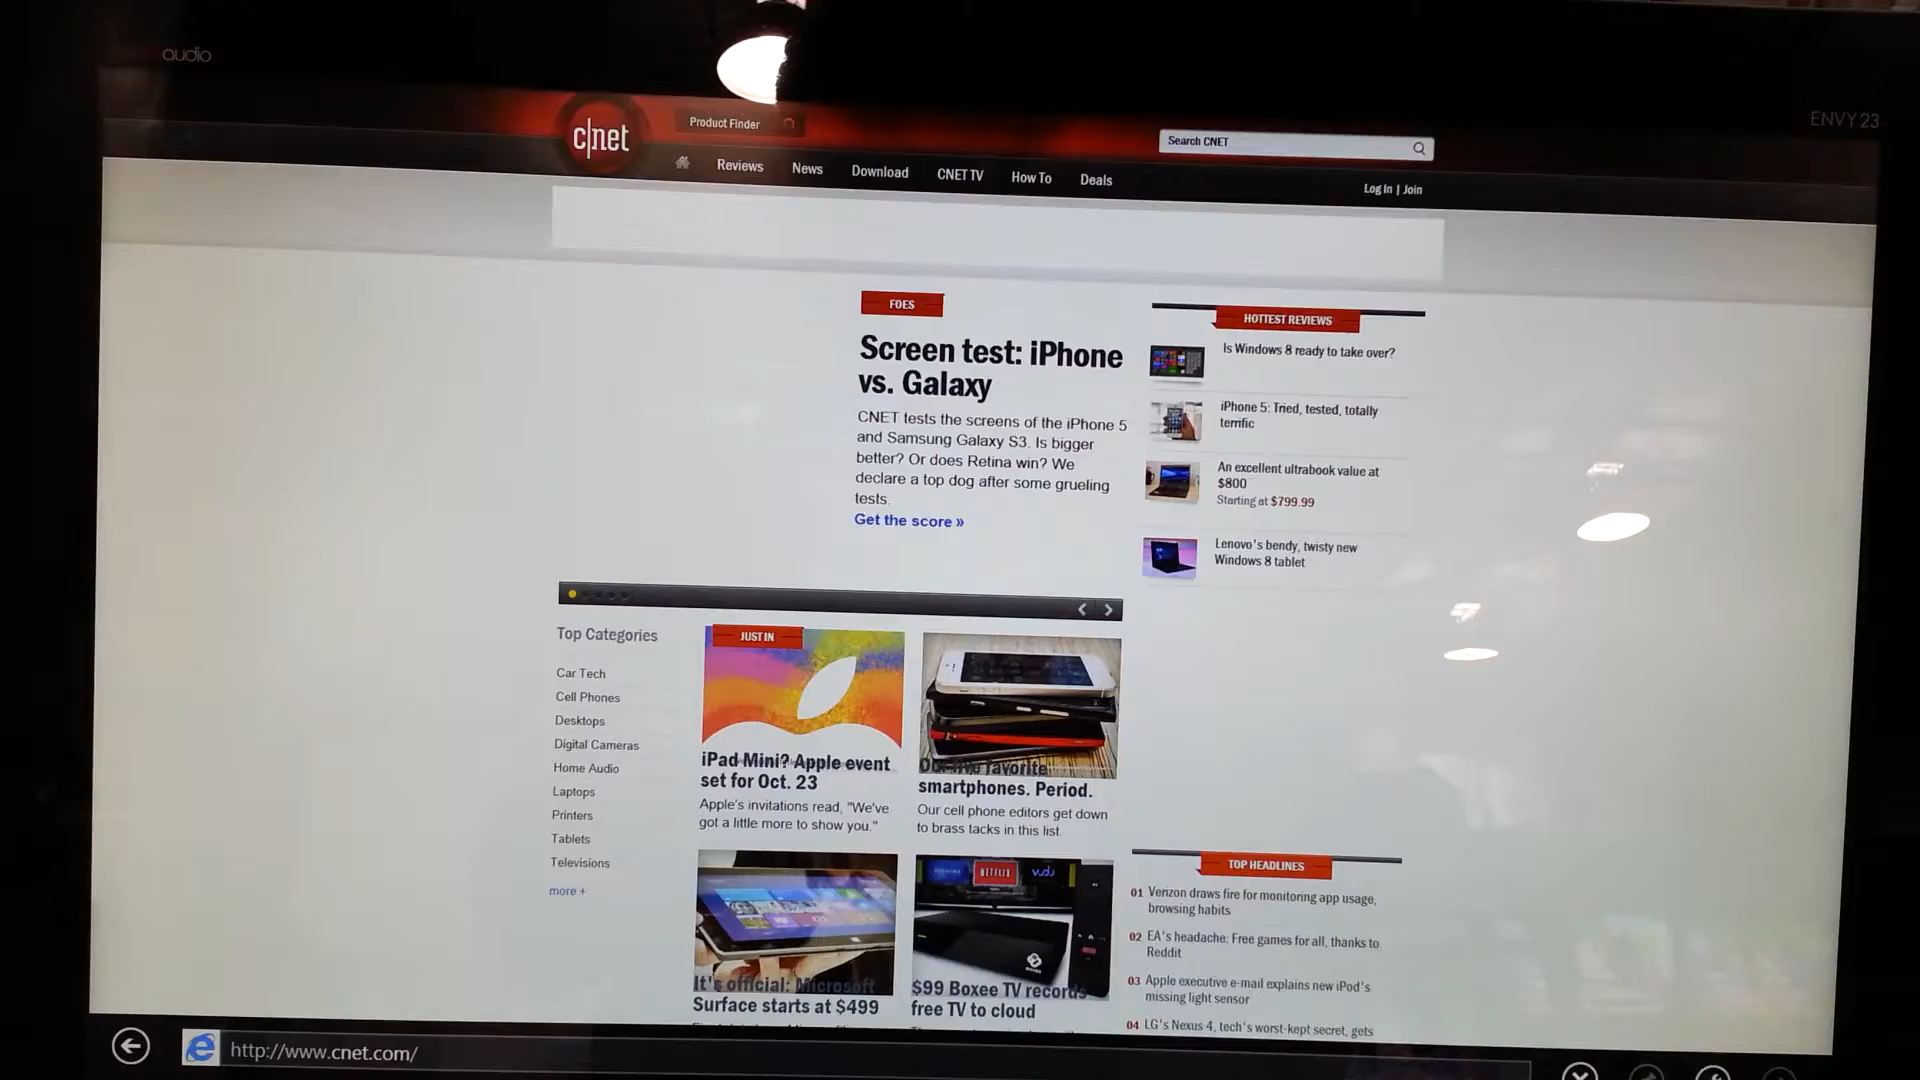 audio
ENVY 23
c|net
Product Finder
Search CNET
Reviews
News
Download
CNET TV
How To
Deals
Log In | Join
FOES
Screen test: iPhone
vs. Galaxy
CNET tests the screens of the iPhone 5
and Samsung Galaxy S3. Is bigger
better? Or does Retina win? We
declare a top dog after some grueling
tests.
Get the score »
HOTTEST REVIEWS
Is Windows 8 ready to take over?
iPhone 5: Tried, tested, totally
terrific
An excellent ultrabook value at
$800
Starting at $799.99
Lenovo's bendy, twisty new
Windows 8 tablet
Top Categories
Car Tech
Cell Phones
Desktops
Digital Cameras
Home Audio
Laptops
Printers
Tablets
Televisions
more +
JUST IN
iPad Mini? Apple event
set for Oct. 23
Apple's invitations read, "We've
got a little more to show you."
Our five favorite
smartphones. Period.
Our cell phone editors get down
to brass tacks in this list.
It's official: Microsoft
Surface starts at $499
NETFLIX
vudu
BOXEE
$99 Boxee TV records
free TV to cloud
TOP HEADLINES
01 Verizon draws fire for monitoring app usage,
browsing habits
02 EA's headache: Free games for all, thanks to
Reddit
03 Apple executive e-mail explains new iPod's
missing light sensor
04 LG's Nexus 4, tech's worst-kept secret, gets
http://www.cnet.com/